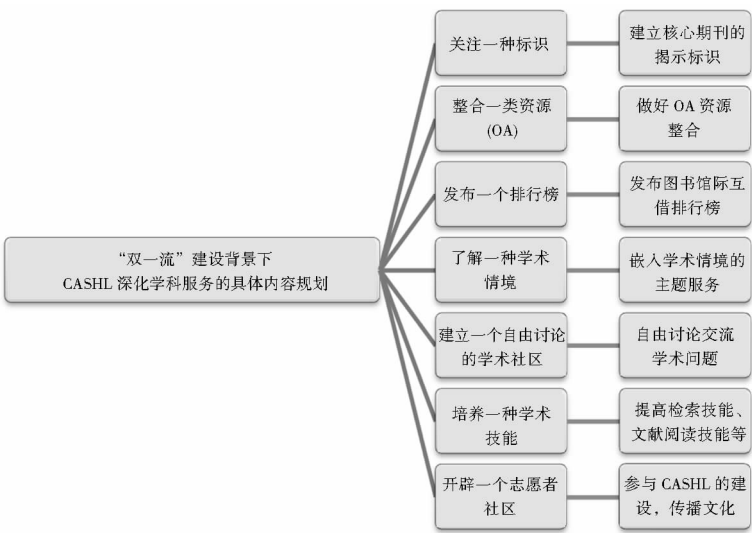 “双一流”建设背景下
CASHL 深化学科服务的具体内容规划
关注一种标识
建立核心期刊的
揭示标识
整合一类资源
(OA)
做好 OA 资源
整合
发布一个排行榜
发布图书馆际互
借排行榜
了解一种学术
情境
嵌入学术情境的
主题服务
建立一个自由讨论
的学术社区
自由讨论交流
学术问题
培养一种学术
技能
提高检索技能、
文献阅读技能等
开辟一个志愿者
社区
参与 CASHL 的建
设，传播文化